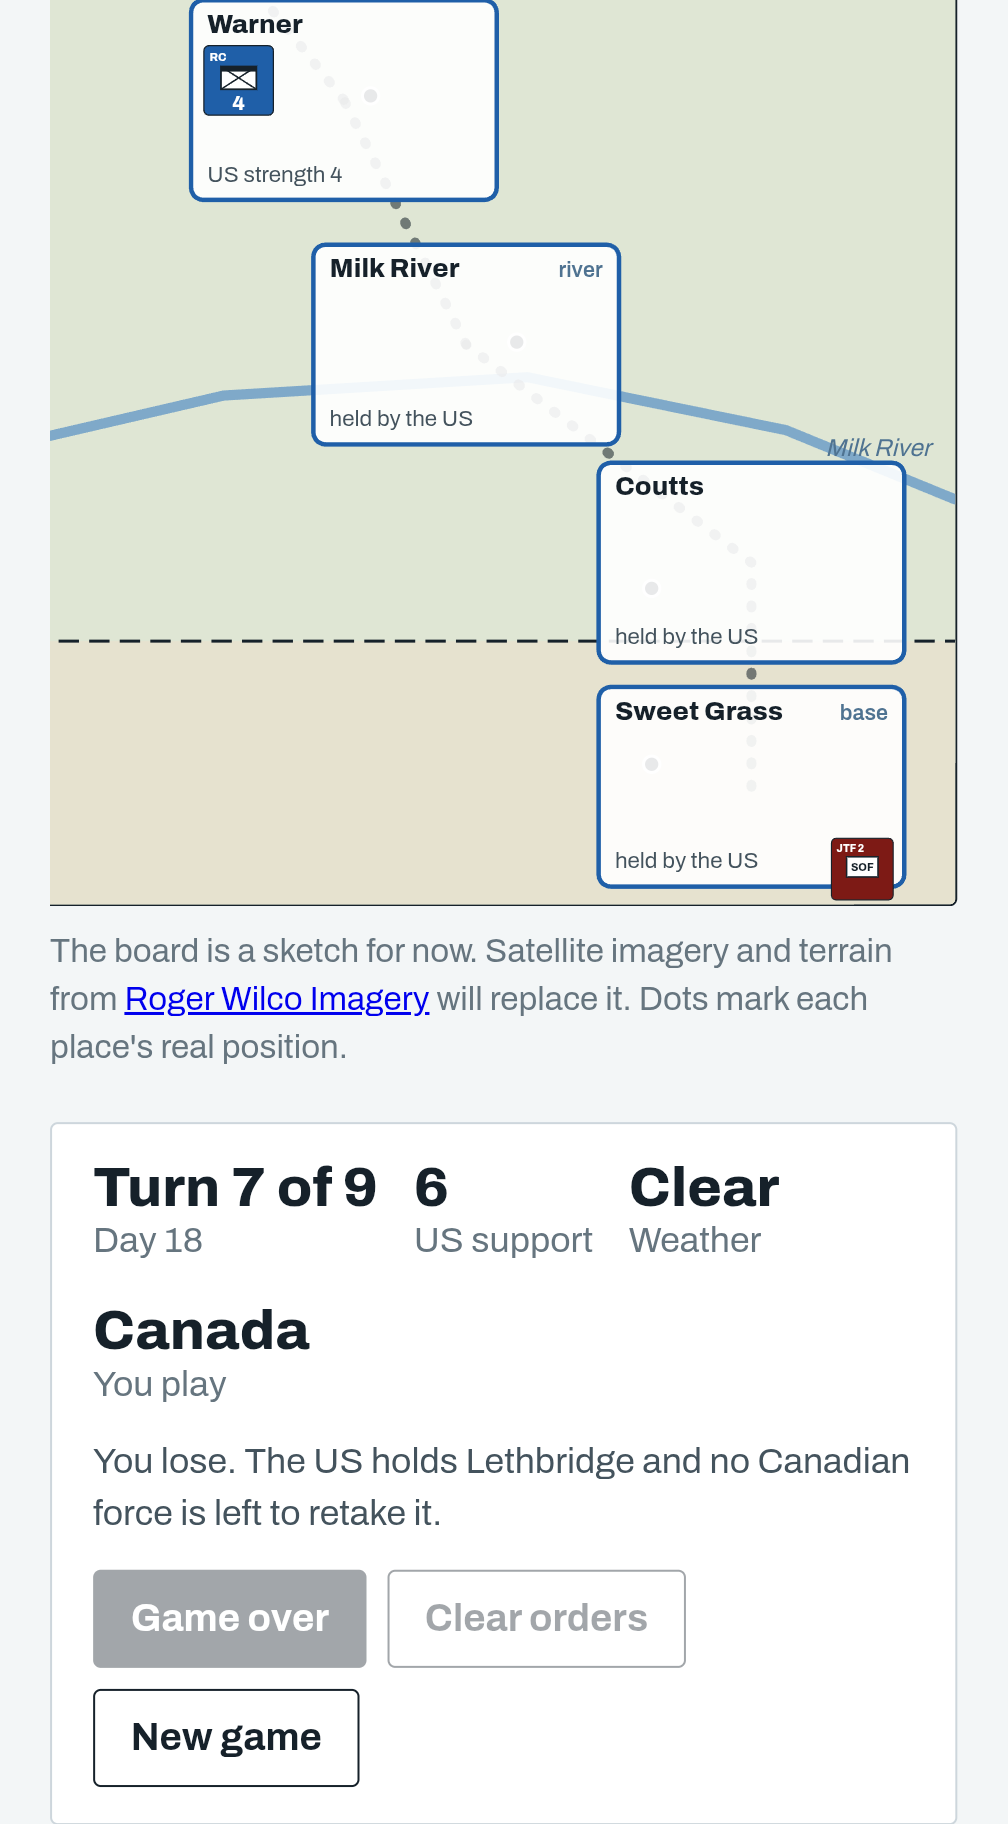 Warner
RC
4
US strength 4
Milk River
river
held by the US
Milk River
Coutts
held by the US
Sweet Grass
base
held by the US
JTF 2
SOF
The board is a sketch for now. Satellite imagery and terrain
from Roger Wilco Imagery will replace it. Dots mark each
place's real position.
Turn 7 of 9
6
Clear
Day 18
US support
Weather
Canada
You play
You lose. The US holds Lethbridge and no Canadian
force is left to retake it.
Game over
Clear orders
New game